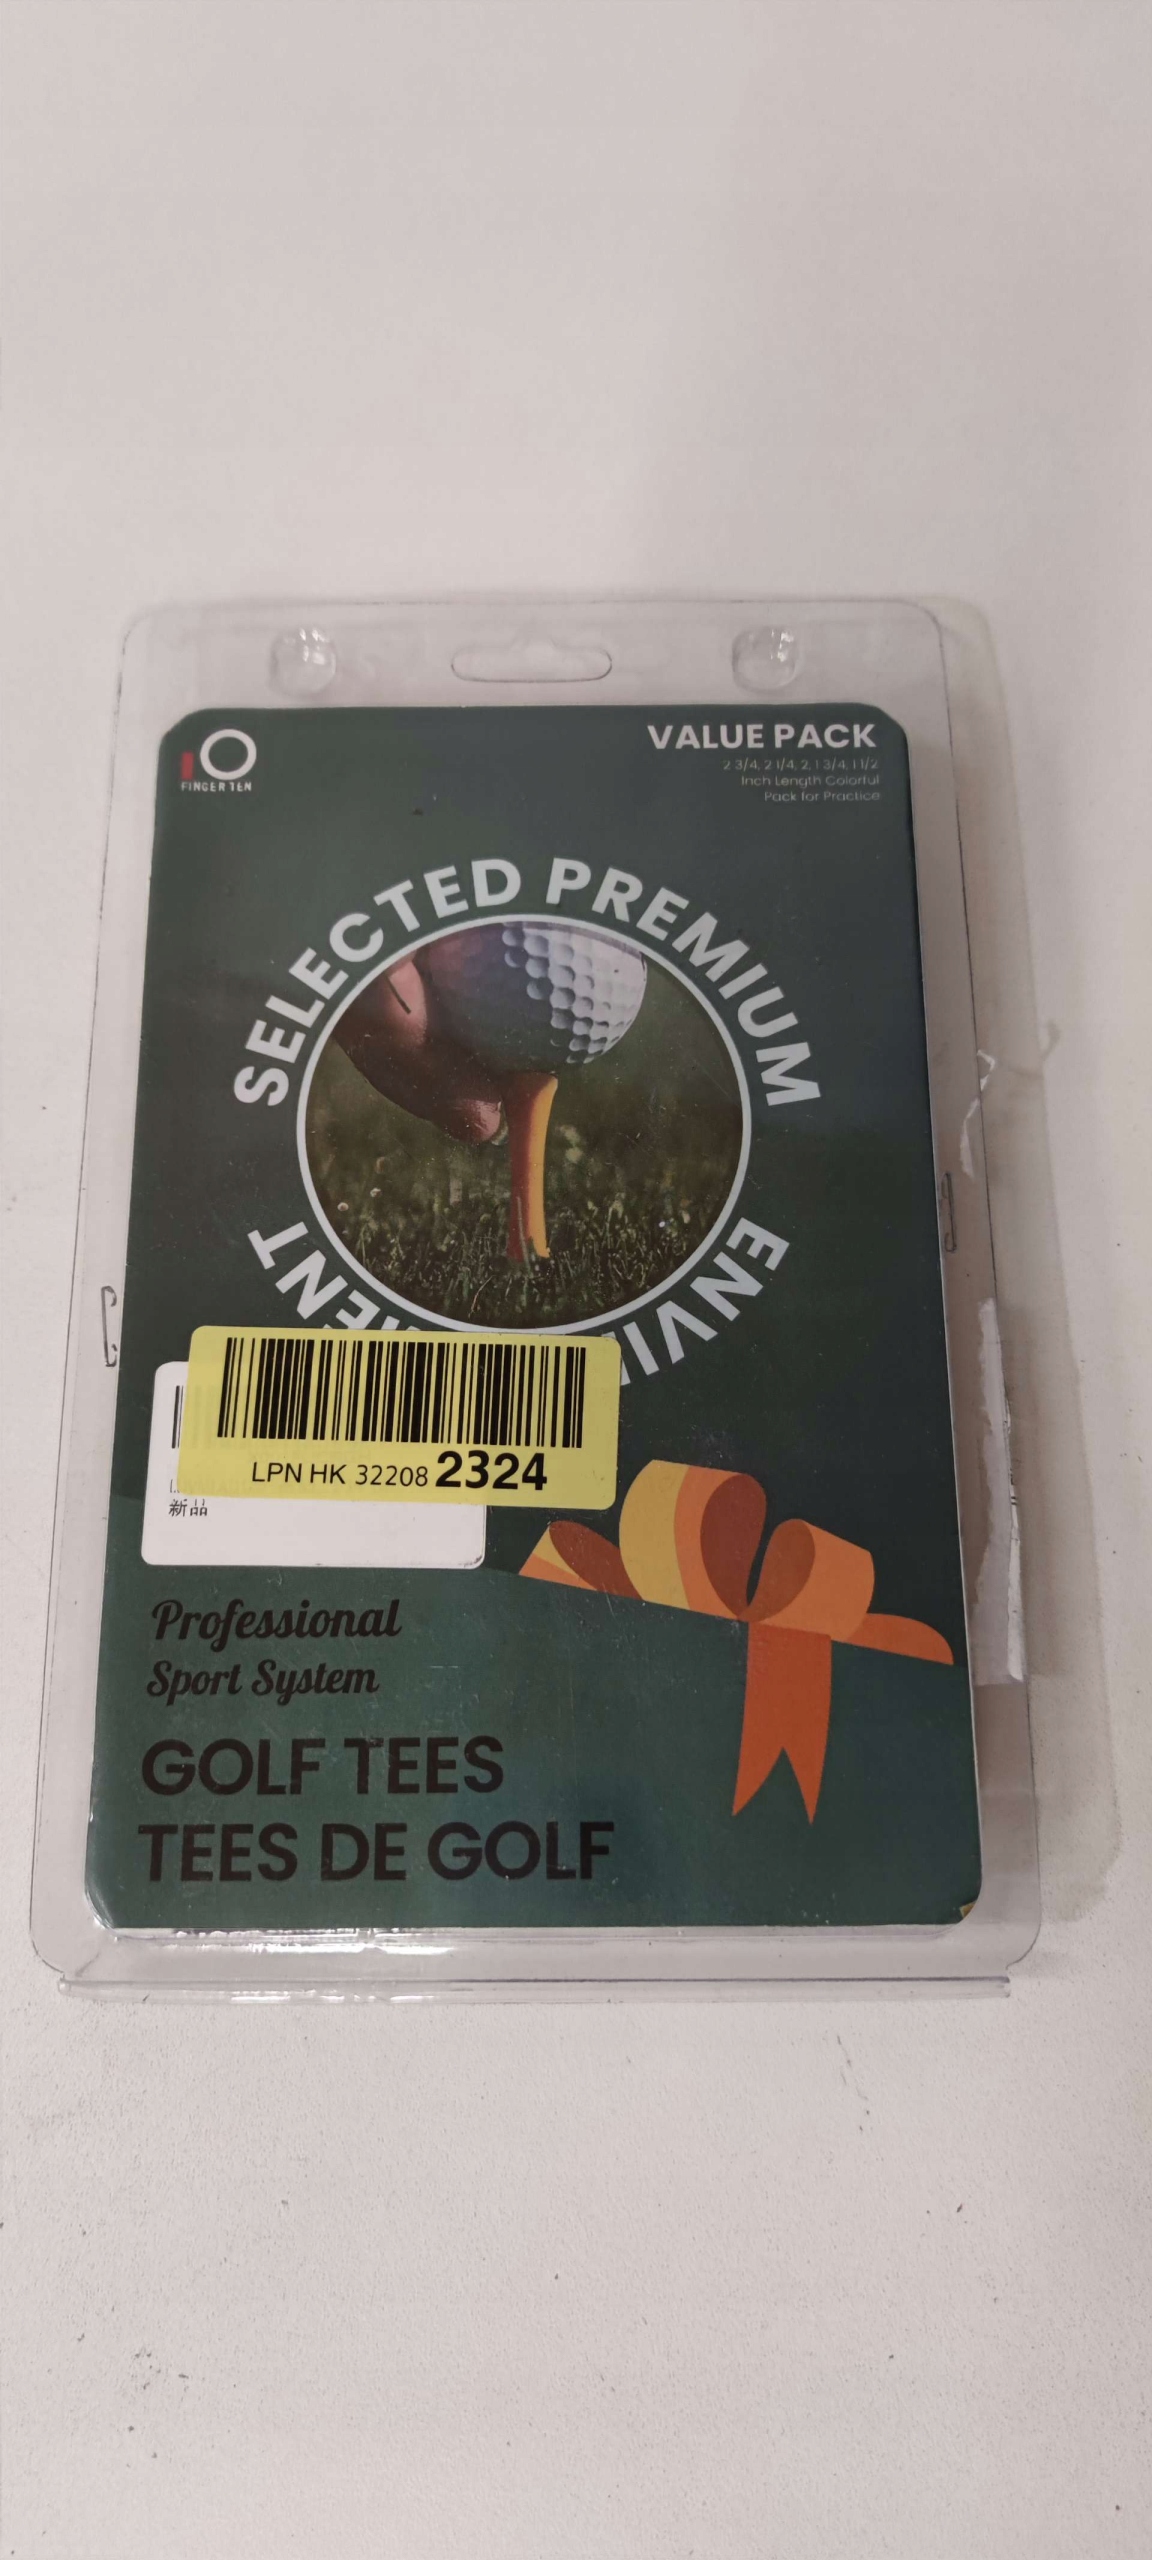 FINGER TEN
VALUE PACK
2 3/4, 2 1/4, 2, 1 3/4, 1 1/2
Inch Length Colorful
Pack for Practice
SELECTED PREMIUM
LPN HK 32208 2324
新品
Professional
Sport System
GOLF TEES
TEES DE GOLF